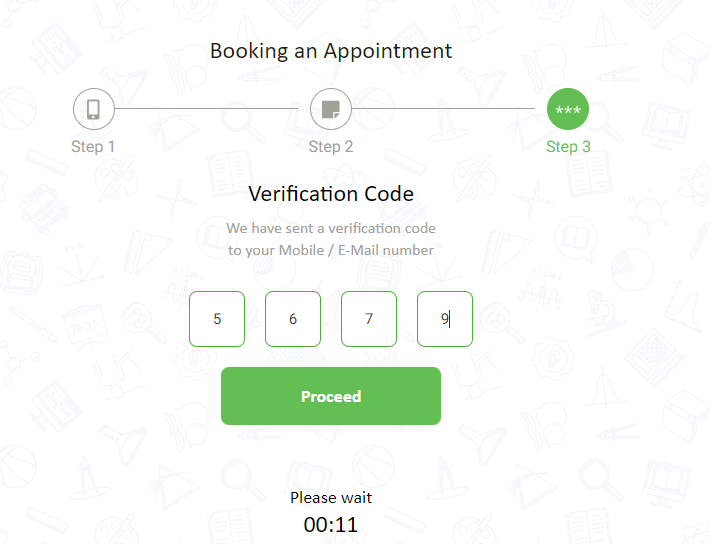 Booking an Appointment
***
Step 1 Step 2 Step 3
Verification Code
We have sent a verification code
to your Mobile / E-Mail number
5 6 7 9
Proceed
Please wait
00:11